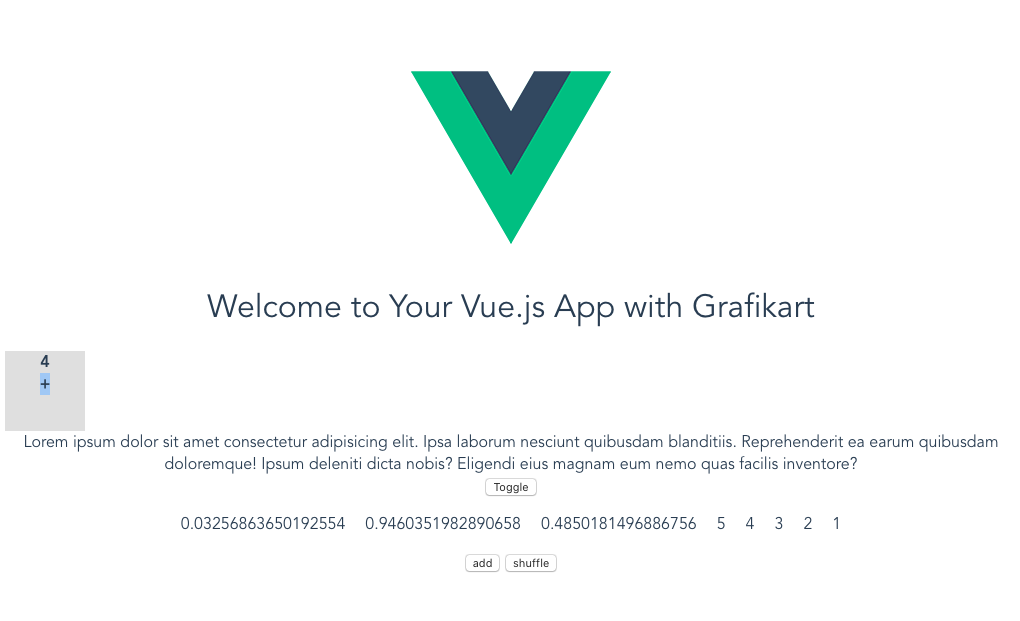 Welcome to Your Vue.js App with Grafikart
4
+
Lorem ipsum dolor sit amet consectetur adipisicing elit. Ipsa laborum nesciunt quibusdam blanditiis. Reprehenderit ea earum quibusdam
doloremque! Ipsum deleniti dicta nobis? Eligendi eius magnam eum nemo quas facilis inventore?
Toggle
0.03256863650192554 0.9460351982890658 0.4850181496886756 5 4 3 2 1
add shuffle